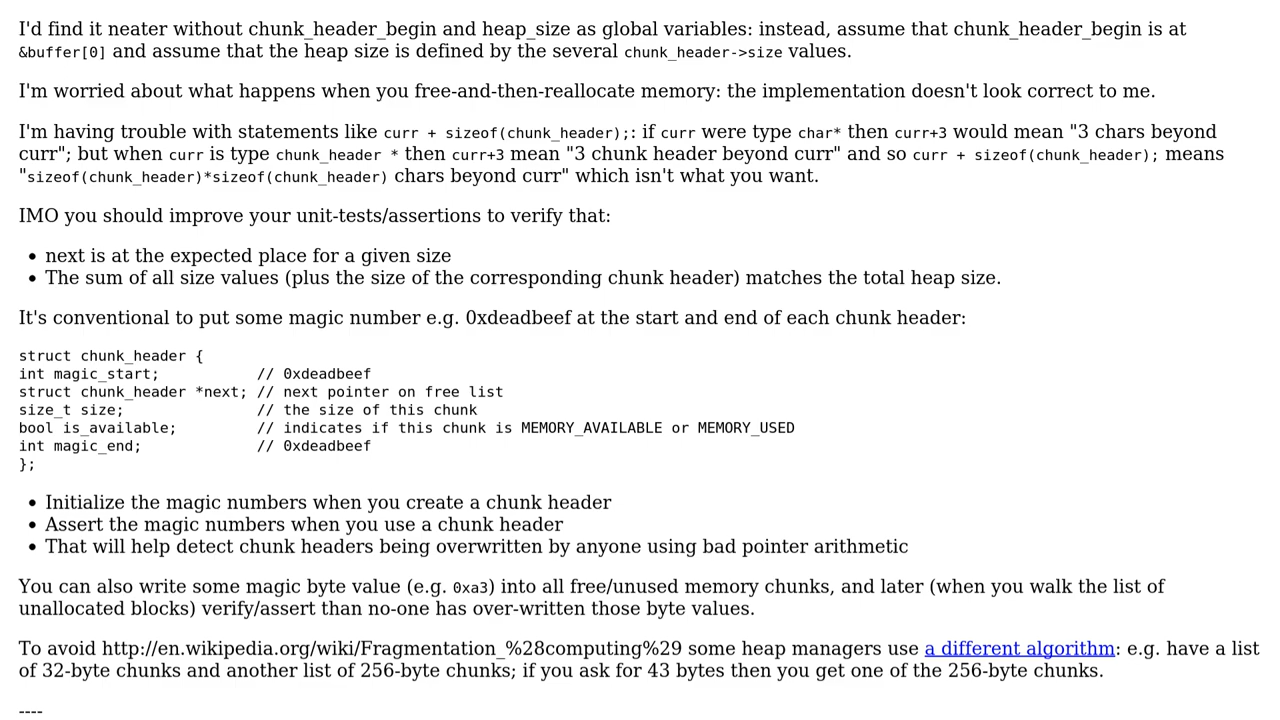 I'd find it neater without chunk_header_begin and heap_size as global variables: instead, assume that chunk_header_begin is at
&buffer[0] and assume that the heap size is defined by the several chunk_header->size values.
I'm worried about what happens when you free-and-then-reallocate memory: the implementation doesn't look correct to me.
I'm having trouble with statements like curr + sizeof(chunk_header);: if curr were type char* then curr+3 would mean "3 chars beyond
curr"; but when curr is type chunk_header * then curr+3 mean "3 chunk header beyond curr" and so curr + sizeof(chunk_header); means
"sizeof(chunk_header)*sizeof(chunk_header) chars beyond curr" which isn't what you want.
IMO you should improve your unit-tests/assertions to verify that:
• next is at the expected place for a given size
• The sum of all size values (plus the size of the corresponding chunk header) matches the total heap size.
It's conventional to put some magic number e.g. 0xdeadbeef at the start and end of each chunk header:
struct chunk_header {
int magic_start;           // 0xdeadbeef
struct chunk_header *next; // next pointer on free list
size_t size;               // the size of this chunk
bool is_available;         // indicates if this chunk is MEMORY_AVAILABLE or MEMORY_USED
int magic_end;             // 0xdeadbeef
};
• Initialize the magic numbers when you create a chunk header
• Assert the magic numbers when you use a chunk header
• That will help detect chunk headers being overwritten by anyone using bad pointer arithmetic
You can also write some magic byte value (e.g. 0xa3) into all free/unused memory chunks, and later (when you walk the list of
unallocated blocks) verify/assert than no-one has over-written those byte values.
To avoid http://en.wikipedia.org/wiki/Fragmentation_%28computing%29 some heap managers use a different algorithm: e.g. have a list
of 32-byte chunks and another list of 256-byte chunks; if you ask for 43 bytes then you get one of the 256-byte chunks.
----